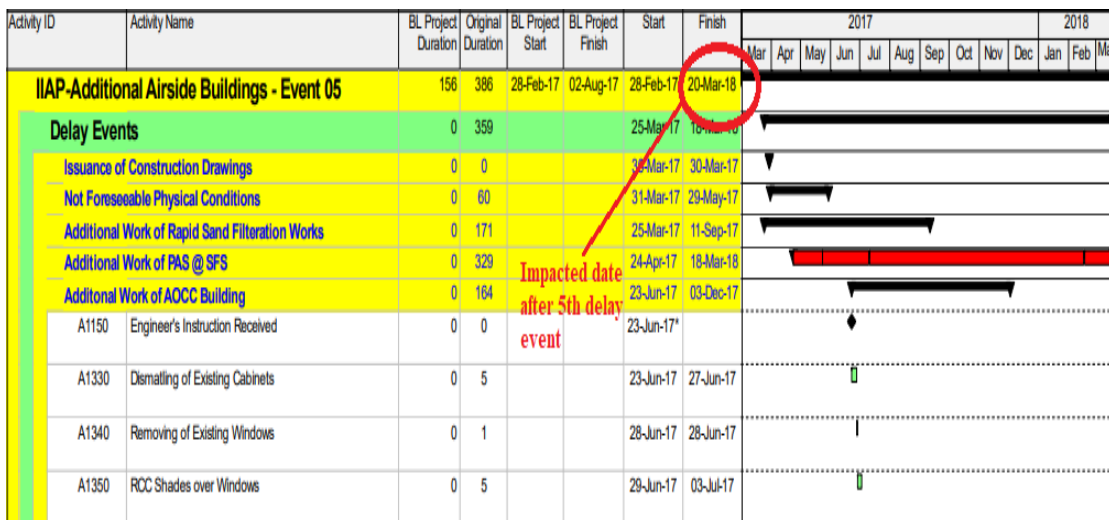 Activity ID Activity Name BL Project Duration Original Duration BL Project Start BL Project Finish Start Finish 2017 2018
Mar Apr May Jun Jul Aug Sep Oct Nov Dec Jan Feb Ma
IIAP-Additional Airside Buildings - Event 05 156 386 28-Feb-17 02-Aug-17 28-Feb-17 20-Mar-18
Delay Events 0 359 25-Mar-17 18-Mar-18
Issuance of Construction Drawings 0 0 30-Mar-17 30-Mar-17
Not Foreseeable Physical Conditions 0 60 31-Mar-17 29-May-17
Additional Work of Rapid Sand Filteration Works 0 171 25-Mar-17 11-Sep-17
Additional Work of PAS @ SFS 0 329 24-Apr-17 18-Mar-18
Additonal Work of AOCC Building 0 164 23-Jun-17 03-Dec-17
Impacted date
after 5th delay
event
A1150 Engineer's Instruction Received 0 0 23-Jun-17*
A1330 Dismatling of Existing Cabinets 0 5 23-Jun-17 27-Jun-17
A1340 Removing of Existing Windows 0 1 28-Jun-17 28-Jun-17
A1350 RCC Shades over Windows 0 5 29-Jun-17 03-Jul-17